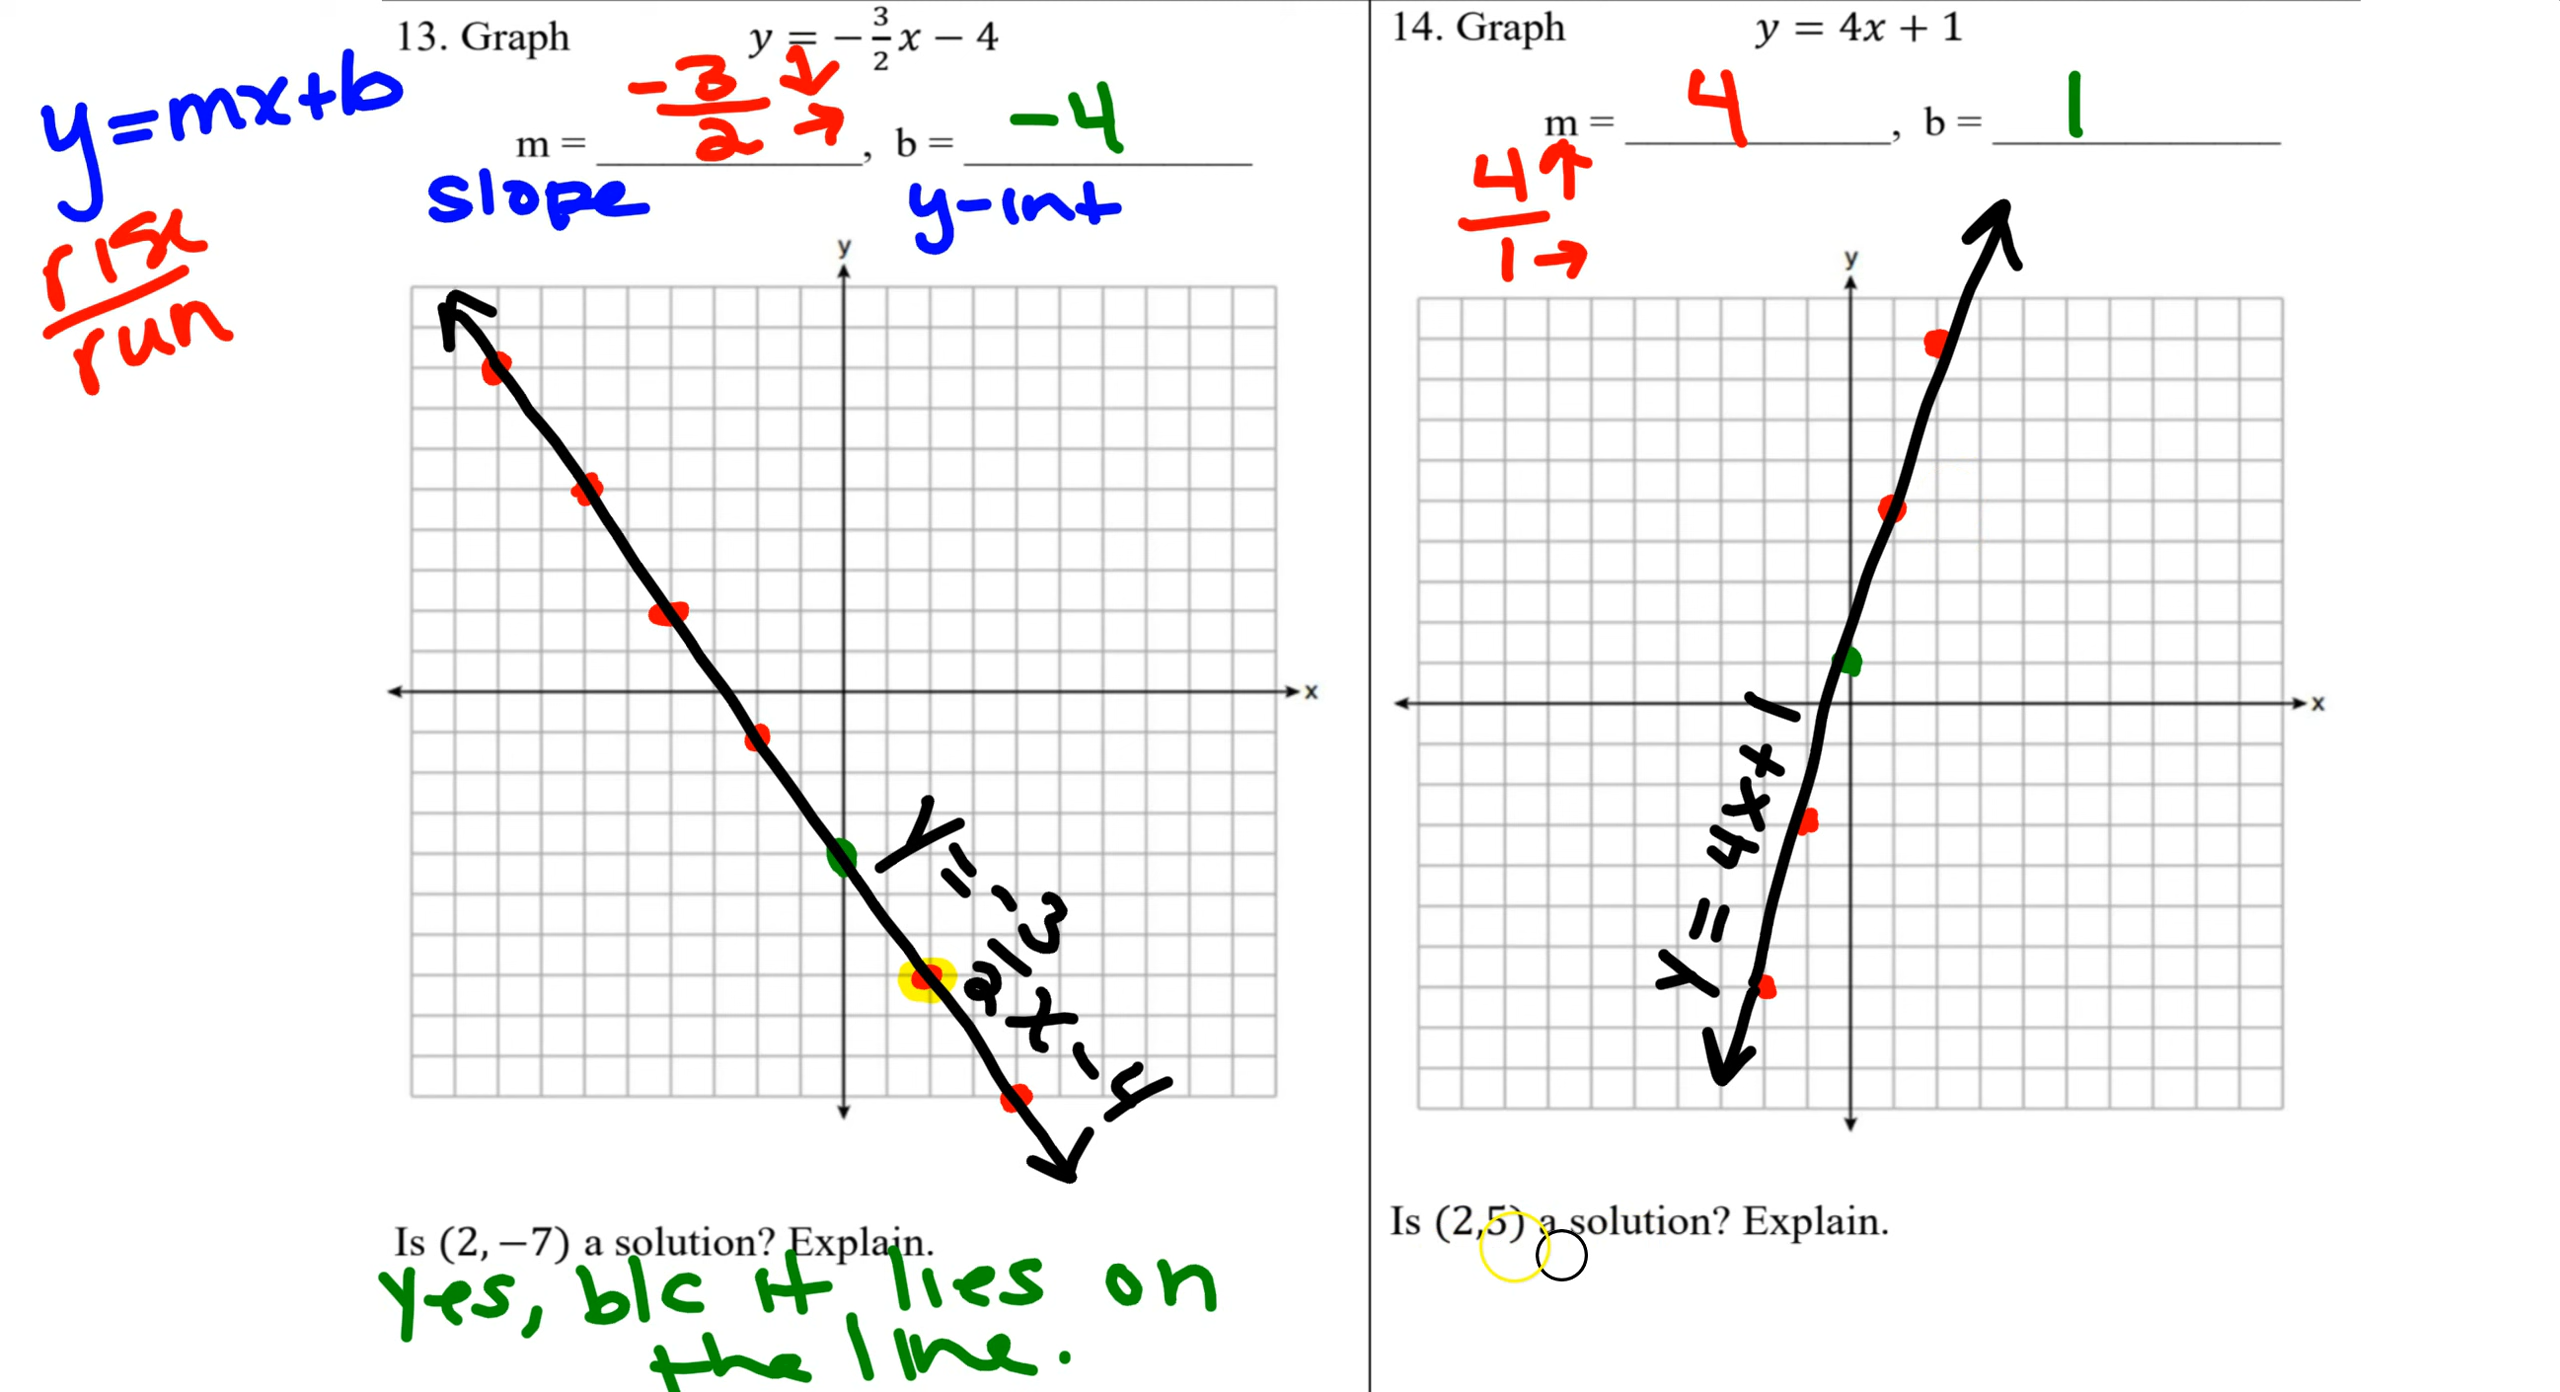 13. Graph y = −3/2 x − 4
y=mx+b
-3/2
m = ________, b = -4
slope y-int
rise/run
y
x
y=-3/2x-4
Is (2, −7) a solution? Explain.
yes, b/c it lies on
the line.
14. Graph y = 4x + 1
m = 4, b = 1
4/1
y
x
y=4x+1
Is (2,5) a solution? Explain.